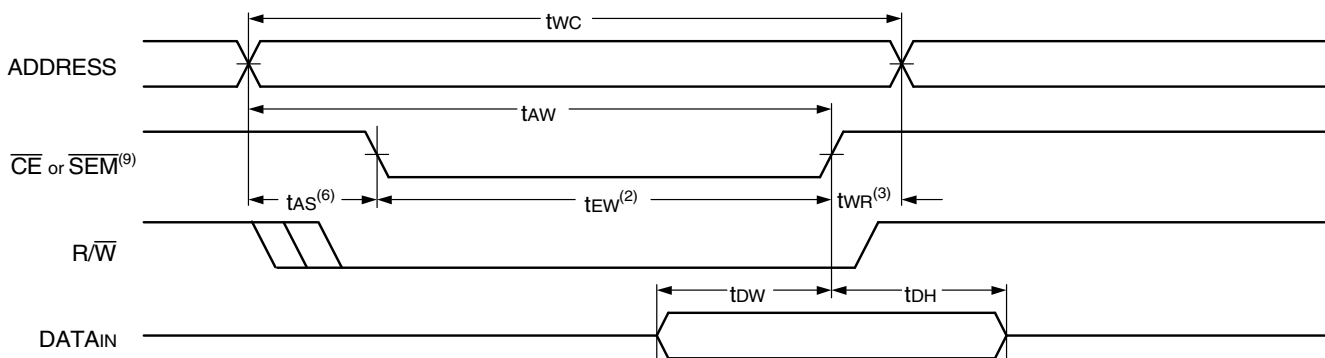 tWC
ADDRESS
tAW
CE or SEM(9)
tAS(6) tEW(2) tWR(3)
R/W
tDW tDH
DATAIN